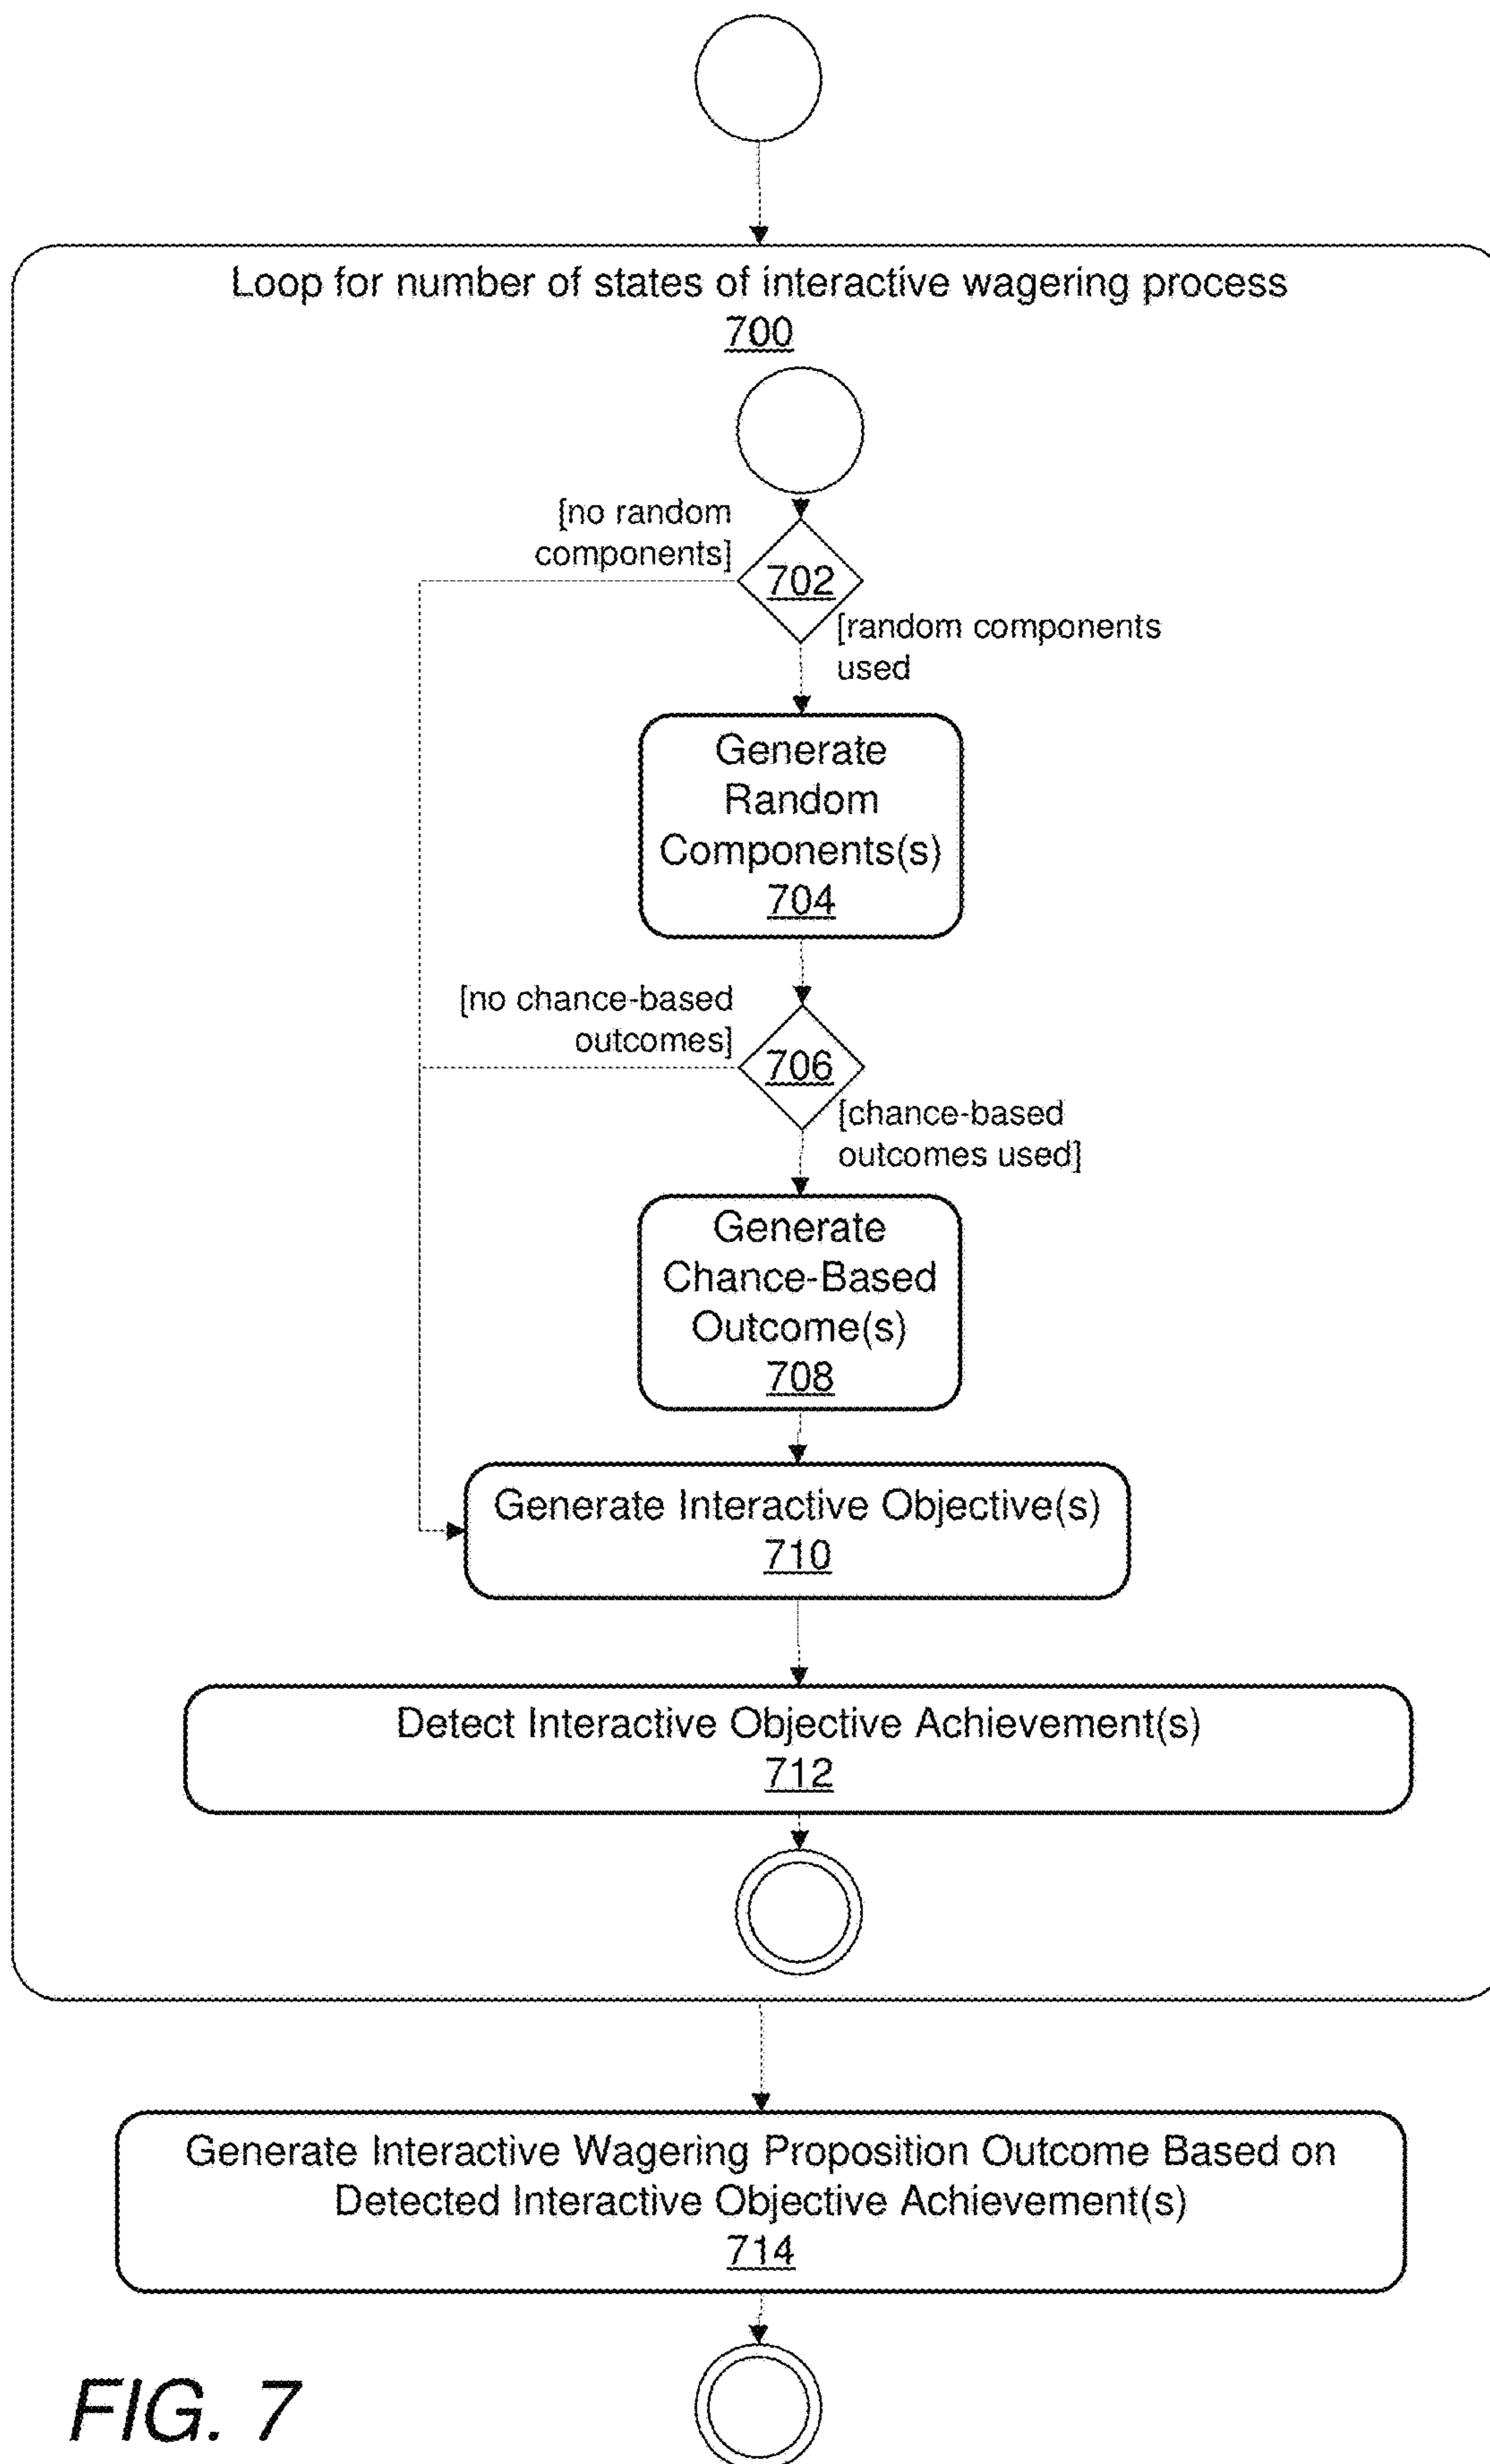 Loop for number of states of interactive wagering process
700
[no random
components]
702
[random components
used
Generate
Random
Components(s)
704
[no chance-based
outcomes]
706
[chance-based
outcomes used]
Generate
Chance-Based
Outcome(s)
708
Generate Interactive Objective(s)
710
Detect Interactive Objective Achievement(s)
712
Generate Interactive Wagering Proposition Outcome Based on
Detected Interactive Objective Achievement(s)
714
FIG. 7